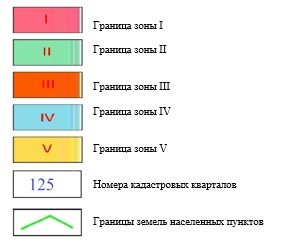 I Граница зоны I
II Граница зоны II
III Граница зоны III
IV Граница зоны IV
V Граница зоны V
125 Номера кадастровых кварталов
Границы земель населенных пунктов